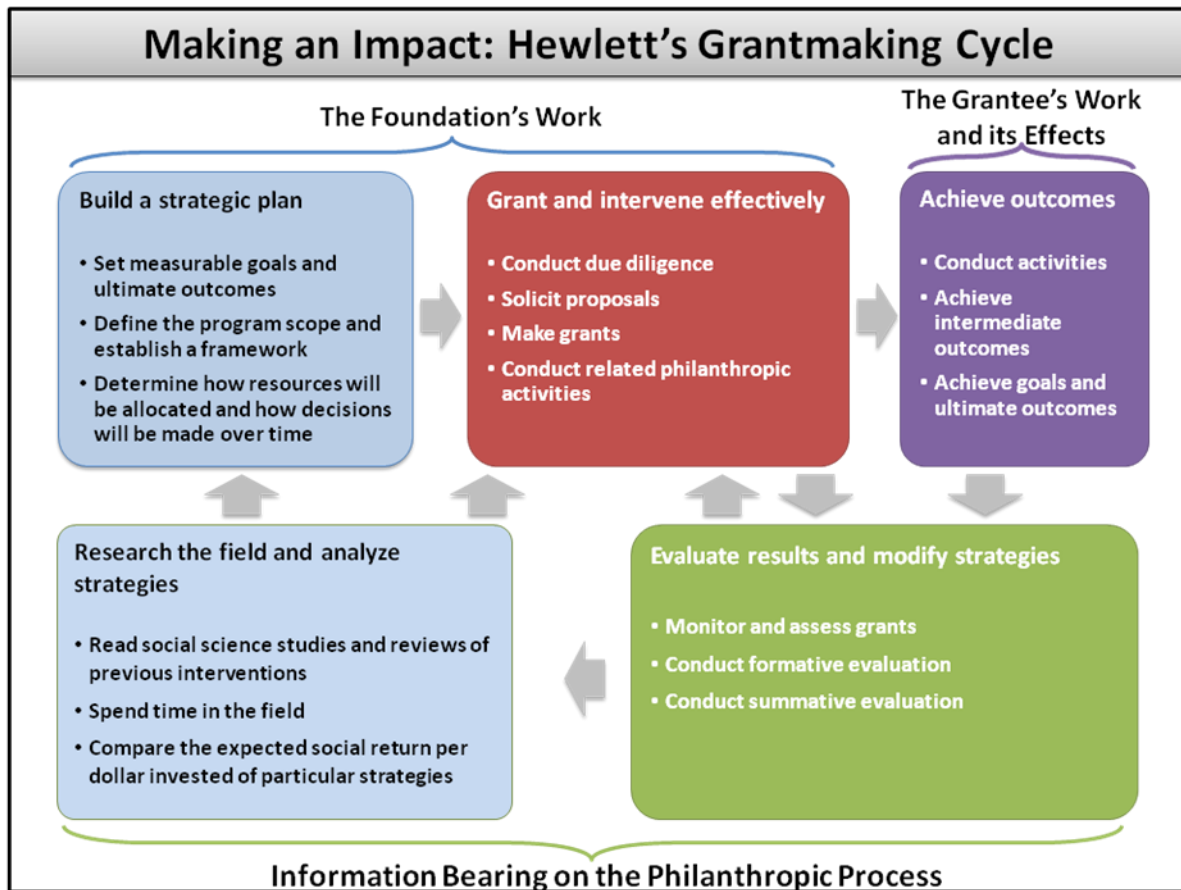 Making an Impact: Hewlett's Grantmaking Cycle
The Foundation's Work
The Grantee's Work
and its Effects
Build a strategic plan
• Set measurable goals and
ultimate outcomes
• Define the program scope and
establish a framework
• Determine how resources will
be allocated and how decisions
will be made over time
Grant and intervene effectively
• Conduct due diligence
• Solicit proposals
• Make grants
• Conduct related philanthropic
activities
Achieve outcomes
• Conduct activities
• Achieve
intermediate
outcomes
• Achieve goals and
ultimate outcomes
Research the field and analyze
strategies
• Read social science studies and reviews of
previous interventions
• Spend time in the field
• Compare the expected social return per
dollar invested of particular strategies
Evaluate results and modify strategies
• Monitor and assess grants
• Conduct formative evaluation
• Conduct summative evaluation
Information Bearing on the Philanthropic Process